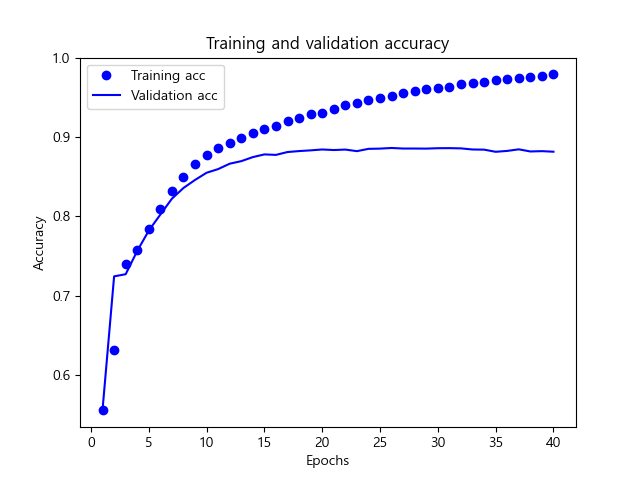 Training and validation accuracy
1.0
0.9
0.8
0.7
0.6
Accuracy
Training acc
Validation acc
0 5 10 15 20 25 30 35 40
Epochs